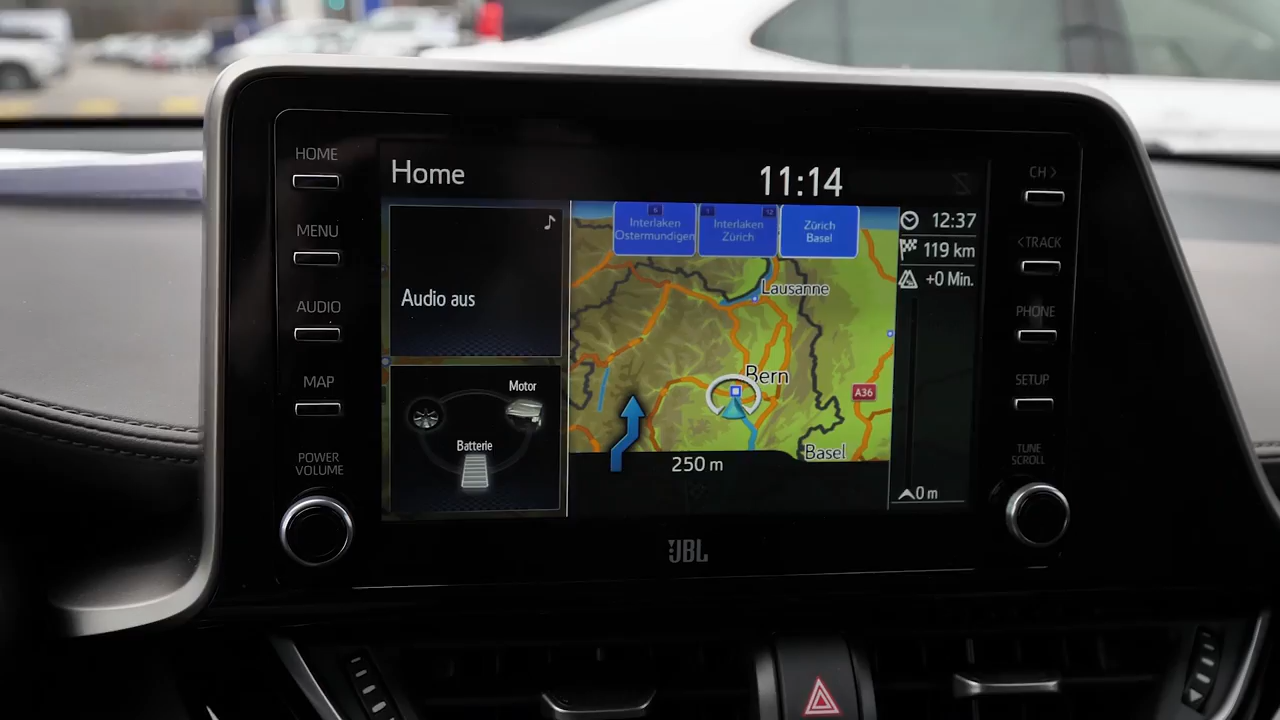 HOME
MENU
AUDIO
MAP
POWER
VOLUME
Home
11:14
Audio aus
Motor
Batterie
5
Interlaken
Ostermundigen
Interlaken
Zürich
Zürich
Basel
Lausanne
Bern
A36
Basel
250 m
12:37
119 km
+0 Min.
0 m
CH >
< TRACK
PHONE
SETUP
TUNE
SCROLL
JBL